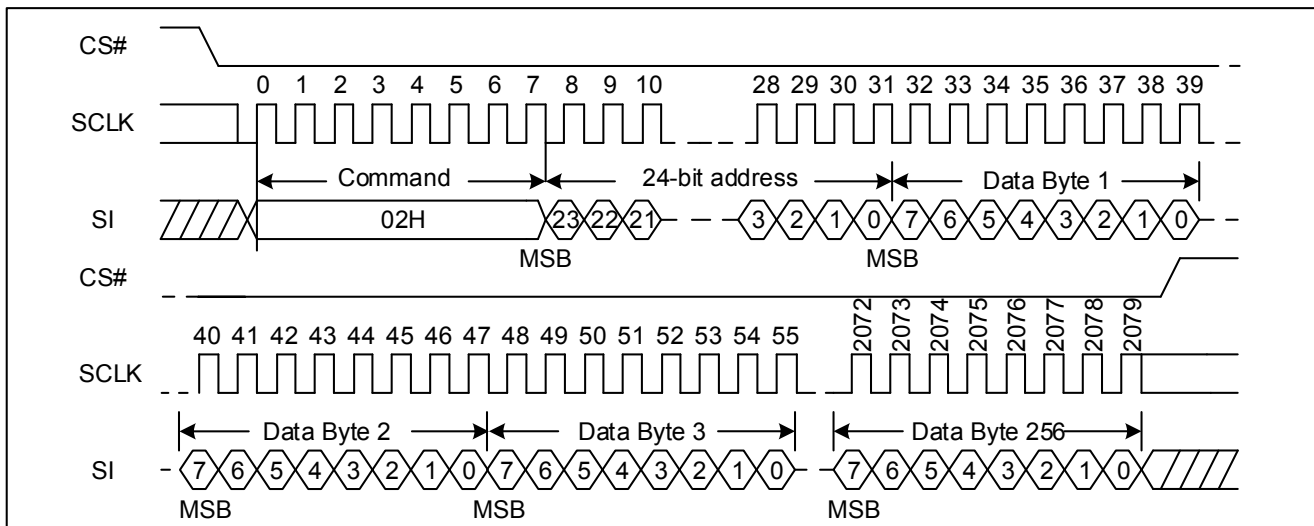 CS#
0 1 2 3 4 5 6 7 8 9 10 28 29 30 31 32 33 34 35 36 37 38 39
SCLK
Command 24-bit address Data Byte 1
SI 02H 23 22 21 3 2 1 0 7 6 5 4 3 2 1 0
MSB MSB
CS#
40 41 42 43 44 45 46 47 48 49 50 51 52 53 54 55 2072 2073 2074 2075 2076 2077 2078 2079
SCLK
Data Byte 2 Data Byte 3 Data Byte 256
SI 7 6 5 4 3 2 1 0 7 6 5 4 3 2 1 0 7 6 5 4 3 2 1 0
MSB MSB MSB